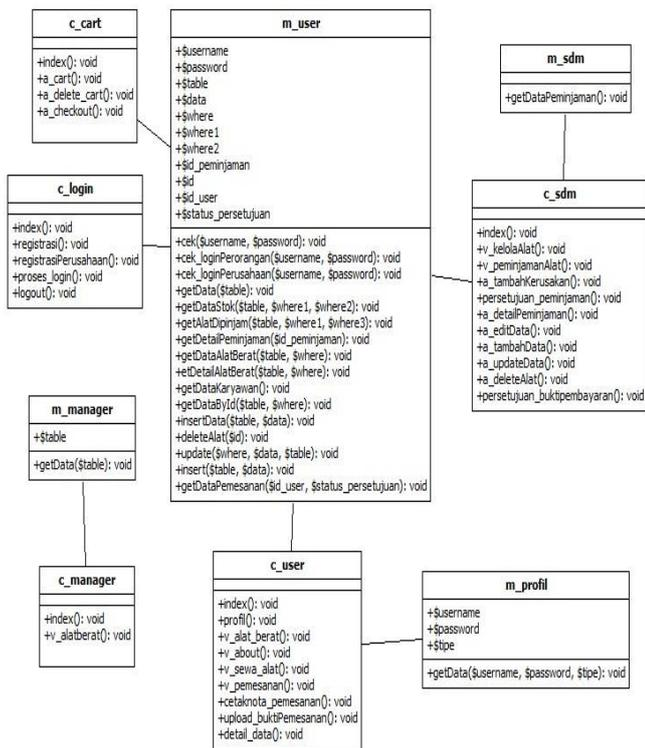 c_cart
+index(): void
+a_cart(): void
+a_delete_cart(): void
+a_checkout(): void
m_user
+$username
+$password
+$table
+$data
+$where
+$where1
+$where2
+$id_peminjaman
+$id
+$id_user
+$status_persetujuan
+cek($username, $password): void
+cek_loginPerorangan($username, $password): void
+cek_loginPerusahaan($username, $password): void
+getData($table): void
+getDataStok($table, $where1, $where2): void
+getAlatDipinjam($table, $where1, $where3): void
+getDetailPeminjaman($id_peminjaman): void
+getDataAlatBerat($table, $where): void
+etDetailAlatBerat($table, $where): void
+getDataKaryawan(): void
+getDataById($table, $where): void
+insertData($table, $data): void
+deleteAlat($id): void
+update($where, $data, $table): void
+insert($table, $data): void
+getDataPemesanan($id_user, $status_persetujuan): void
m_sdm
+getDataPeminjaman(): void
c_login
+index(): void
+registrasi(): void
+registrasiPerusahaan(): void
+proses_login(): void
+logout(): void
c_sdm
+index(): void
+v_kelolaAlat(): void
+v_peminjamanAlat(): void
+a_tambahKerusakan(): void
+persetujuan_peminjaman(): void
+a_detailPeminjaman(): void
+a_editData(): void
+a_tambahData(): void
+a_updateData(): void
+a_deleteAlat(): void
+persetujuan_buktipembayaran(): void
m_manager
+$table
+getData($table): void
c_manager
+index(): void
+v_alatberat(): void
c_user
+index(): void
+profil(): void
+v_alat_berat(): void
+v_about(): void
+v_sewa_alat(): void
+v_pemesanan(): void
+cetaknota_pemesanan(): void
+upload_buktiPemesanan(): void
+detail_data(): void
m_profil
+$username
+$password
+$tipe
+getData($username, $password, $tipe): void